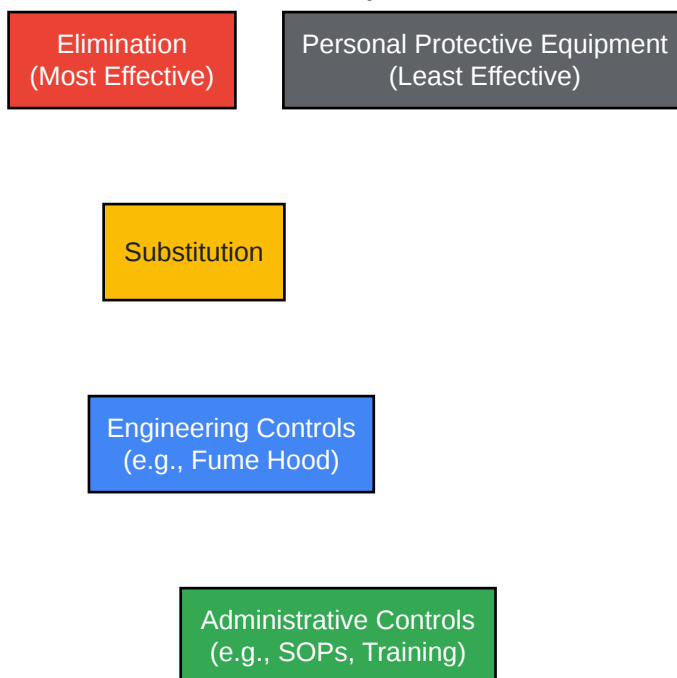 Elimination
(Most Effective)
Personal Protective Equipment
(Least Effective)
Substitution
Engineering Controls
(e.g., Fume Hood)
Administrative Controls
(e.g., SOPs, Training)